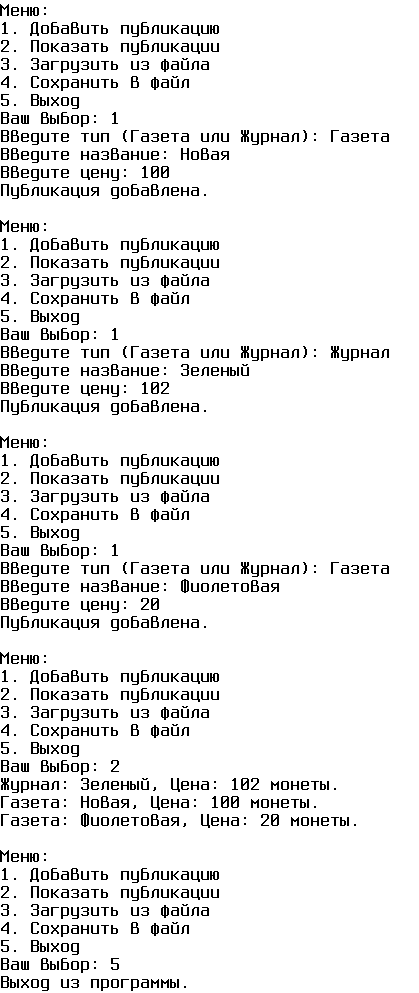 Меню:
1. Добавить публикацию
2. Показать публикации
3. Загрузить из файла
4. Сохранить в файл
5. Выход
Ваш выбор: 1
Введите тип (Газета или Журнал): Газета
Введите название: Новая
Введите цену: 100
Публикация добавлена.

Меню:
1. Добавить публикацию
2. Показать публикации
3. Загрузить из файла
4. Сохранить в файл
5. Выход
Ваш выбор: 1
Введите тип (Газета или Журнал): Журнал
Введите название: Зеленый
Введите цену: 102
Публикация добавлена.

Меню:
1. Добавить публикацию
2. Показать публикации
3. Загрузить из файла
4. Сохранить в файл
5. Выход
Ваш выбор: 1
Введите тип (Газета или Журнал): Газета
Введите название: Фиолетовая
Введите цену: 20
Публикация добавлена.

Меню:
1. Добавить публикацию
2. Показать публикации
3. Загрузить из файла
4. Сохранить в файл
5. Выход
Ваш выбор: 2
Журнал: Зеленый, Цена: 102 монеты.
Газета: Новая, Цена: 100 монеты.
Газета: Фиолетовая, Цена: 20 монеты.

Меню:
1. Добавить публикацию
2. Показать публикации
3. Загрузить из файла
4. Сохранить в файл
5. Выход
Ваш выбор: 5
Выход из программы.